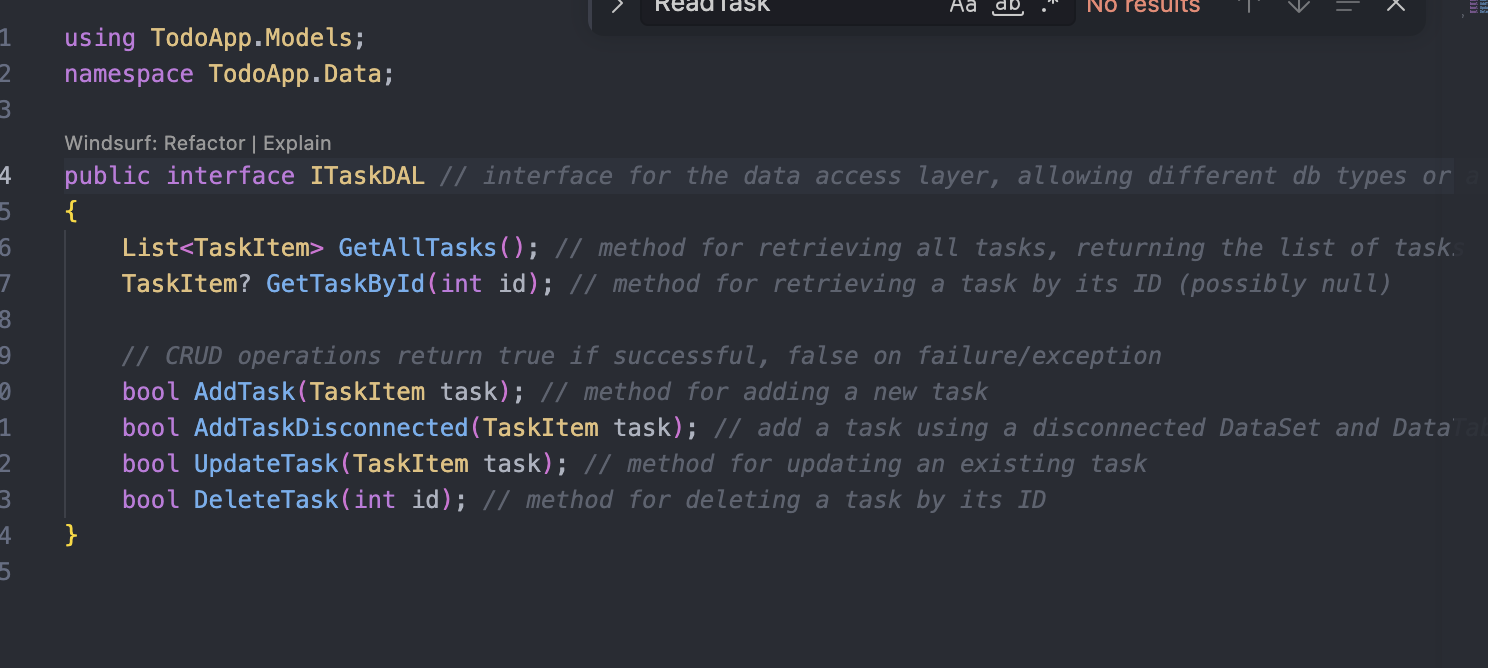 ReadTask Aa ab .* No results
1 using TodoApp.Models;
2 namespace TodoApp.Data;
3
Windsurf: Refactor | Explain
4 public interface ITaskDAL // interface for the data access layer, allowing different db types or a
5 {
6 List<TaskItem> GetAllTasks(); // method for retrieving all tasks, returning the list of tasks
7 TaskItem? GetTaskById(int id); // method for retrieving a task by its ID (possibly null)
8
9 // CRUD operations return true if successful, false on failure/exception
0 bool AddTask(TaskItem task); // method for adding a new task
1 bool AddTaskDisconnected(TaskItem task); // add a task using a disconnected DataSet and DataTab
2 bool UpdateTask(TaskItem task); // method for updating an existing task
3 bool DeleteTask(int id); // method for deleting a task by its ID
4 }
5